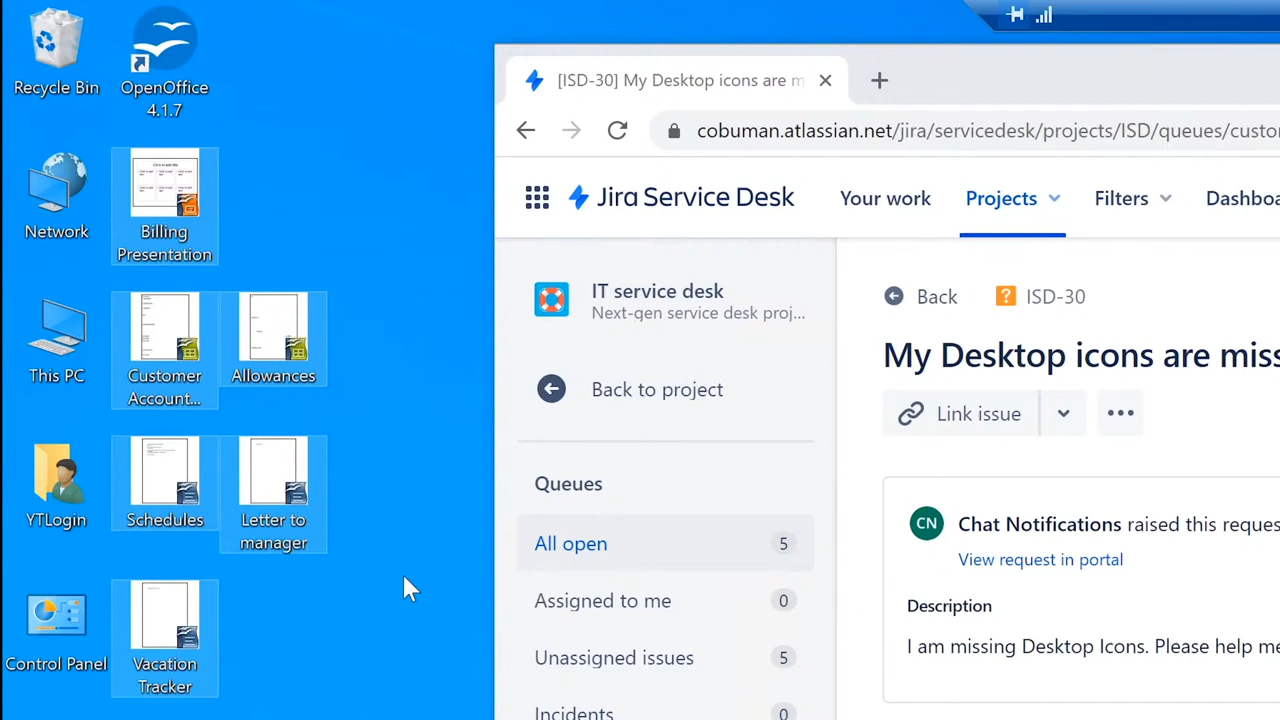 Recycle Bin
OpenOffice
4.1.7
Network
Billing
Presentation
This PC
Customer
Account...
Allowances
YTLogin
Schedules
Letter to
manager
Control Panel
Vacation
Tracker
[ISD-30] My Desktop icons are m
cobuman.atlassian.net/jira/servicedesk/projects/ISD/queues/custo
Jira Service Desk
Your work
Projects
Filters
Dashboa
IT service desk
Next-gen service desk proj...
Back to project
Queues
All open 5
Assigned to me 0
Unassigned issues 5
Incidents 0
Back
ISD-30
My Desktop icons are miss
Link issue
CN
Chat Notifications raised this reques
View request in portal
Description
I am missing Desktop Icons. Please help me